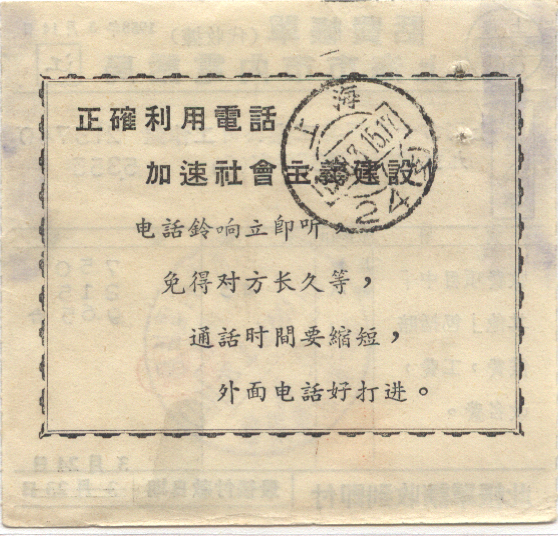 正確利用電話
加速社會主義建設
电話鈴响立即听，
免得对方长久等，
通話时間要縮短，
外面电話好打进。
上海
24